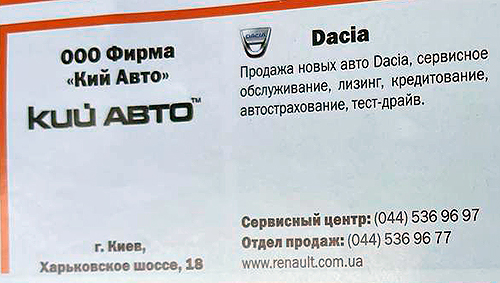 ООО Фирма
«Кий Авто»
КИЙ АВТО™
г. Киев,
Харьковское шоссе, 18
DACIA
Dacia
Продажа новых авто Dacia, сервисное
обслуживание, лизинг, кредитование,
автострахование, тест-драйв.
Сервисный центр: (044) 536 96 97
Отдел продаж: (044) 536 96 77
www.renault.com.ua